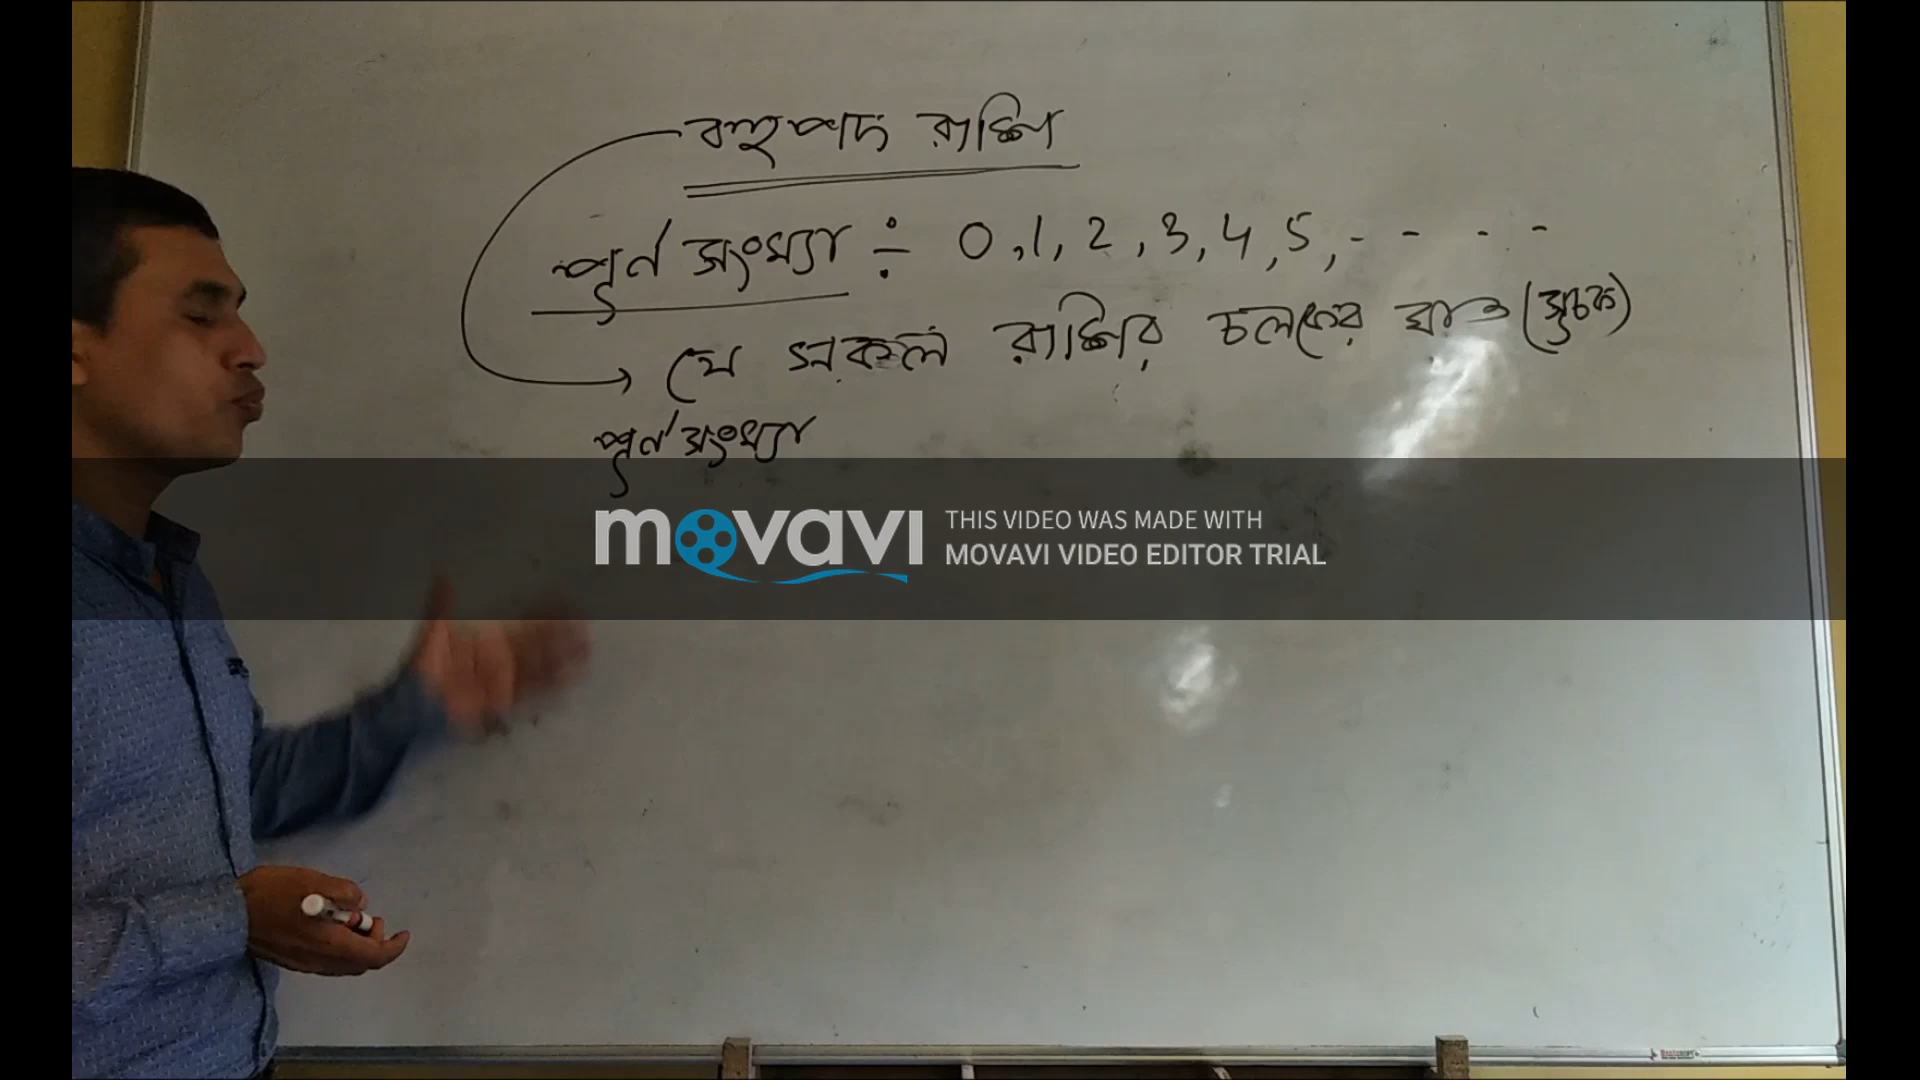 বহুপদ রাশি
পূর্ন সংখ্যা ÷ 0,1,2,3,4,5,- - - -
যে সকল রাশির চলকের ঘাত (সুচক)
পূর্ন সংখ্যা
movavi THIS VIDEO WAS MADE WITH
MOVAVI VIDEO EDITOR TRIAL